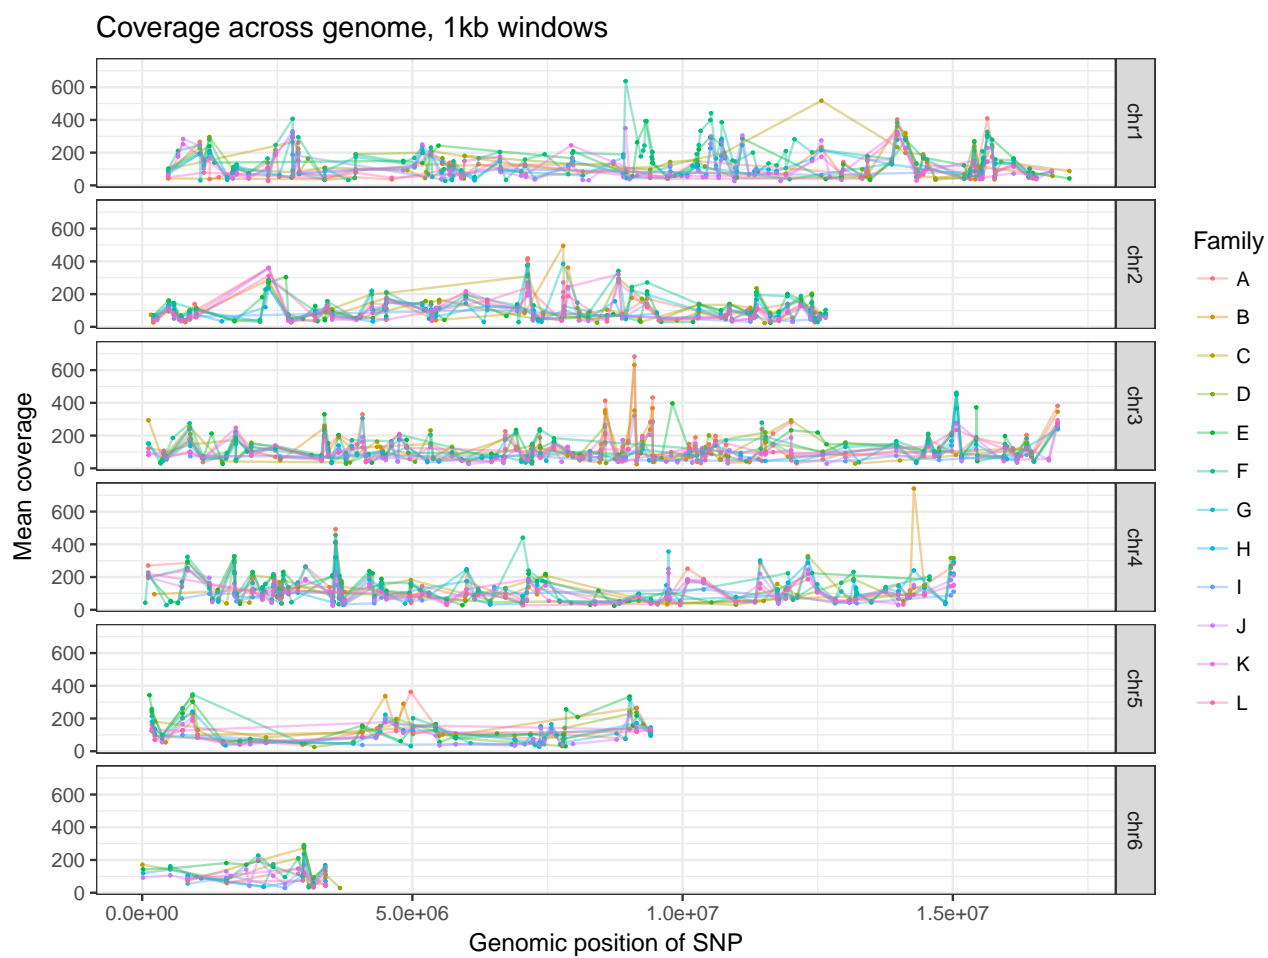 Coverage across genome, 1kb windows
Mean coverage
600
400
200
0
chr1
600
400
200
0
chr2
600
400
200
0
chr3
600
400
200
0
chr4
600
400
200
0
chr5
600
400
200
0
chr6
0.0e+00 5.0e+06 1.0e+07 1.5e+07
Genomic position of SNP
Family
A
B
C
D
E
F
G
H
I
J
K
L